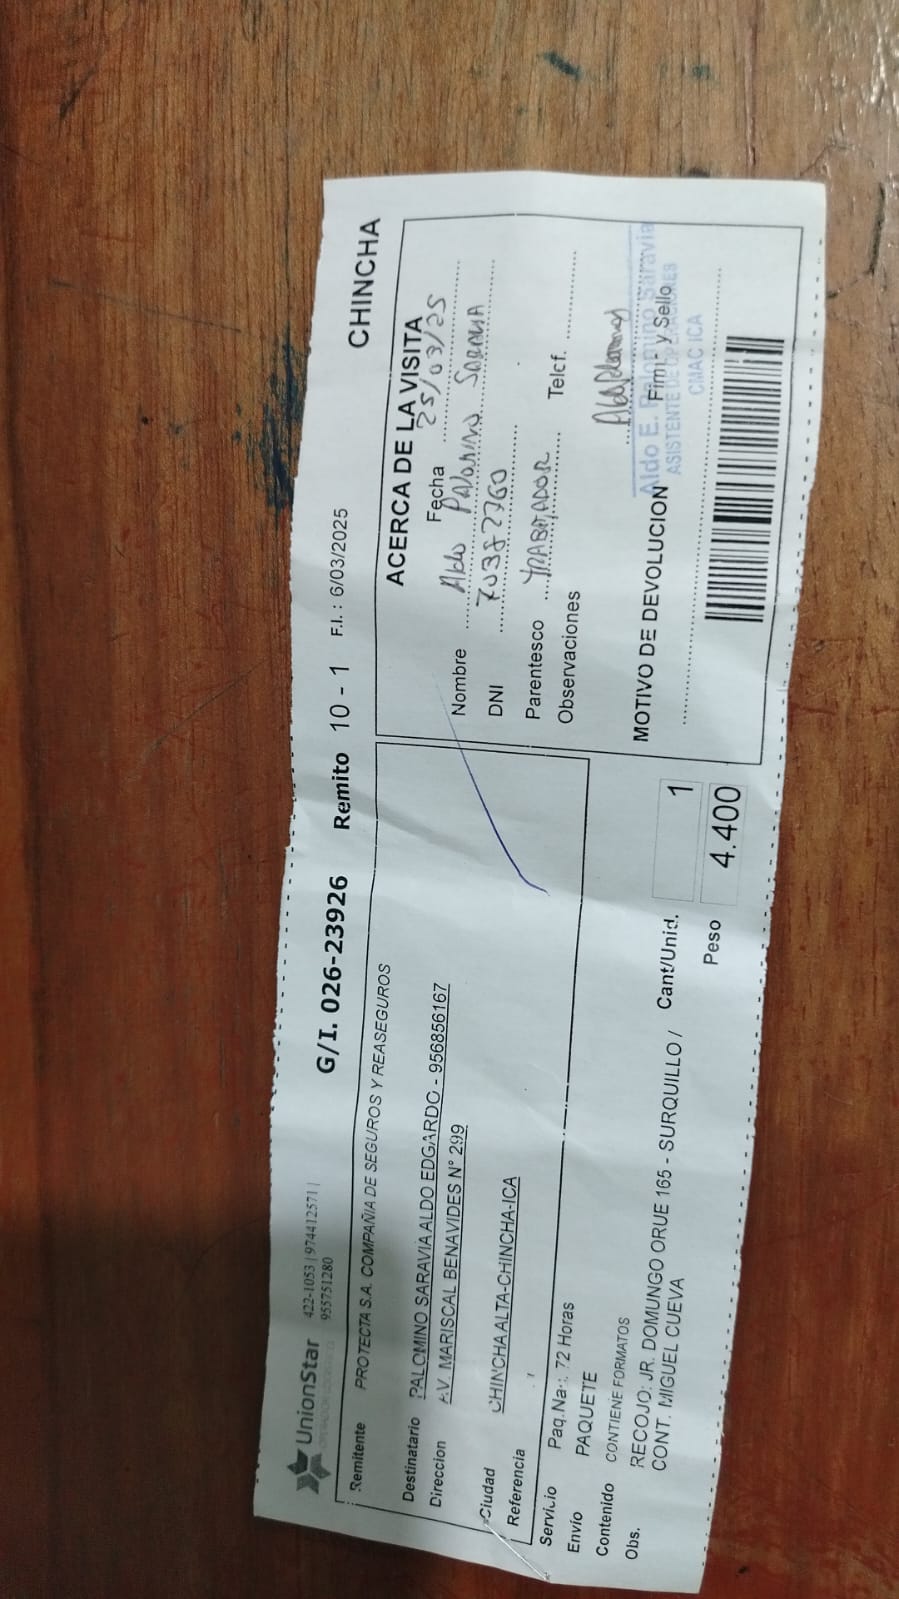 UnionStar 422-1053 | 974412571 |
955751280
G/I. 026-23926 Remito 10 - 1 F.I.: 6/03/2025 CHINCHA
Remitente PROTECTA S.A. COMPAÑIA DE SEGUROS Y REASEGUROS
Destinatario PALOMINO SARAVIA ALDO EDGARDO - 956856167
Direccion AV. MARISCAL BENAVIDES N° 299
Ciudad CHINCHA ALTA-CHINCHA-ICA
Referencia
Servicio Paq.Nac. 72 Horas
Envío PAQUETE
Contenido CONTIENE FORMATOS
Obs. RECOJO: JR. DOMUNGO ORUE 165 - SURQUILLO /
CONT. MIGUEL CUEVA
Cant/Unid. 1
Peso 4.400
ACERCA DE LA VISITA
Fecha 25/03/25
Nombre Aldo Palomino Saravia
DNI
Parentesco TRABAJADOR Telef.
Observaciones
Aldo E. Palomino Saravia
ASISTENTE DE OPERACIONES
CMAC ICA
Firma y Sello
MOTIVO DE DEVOLUCION